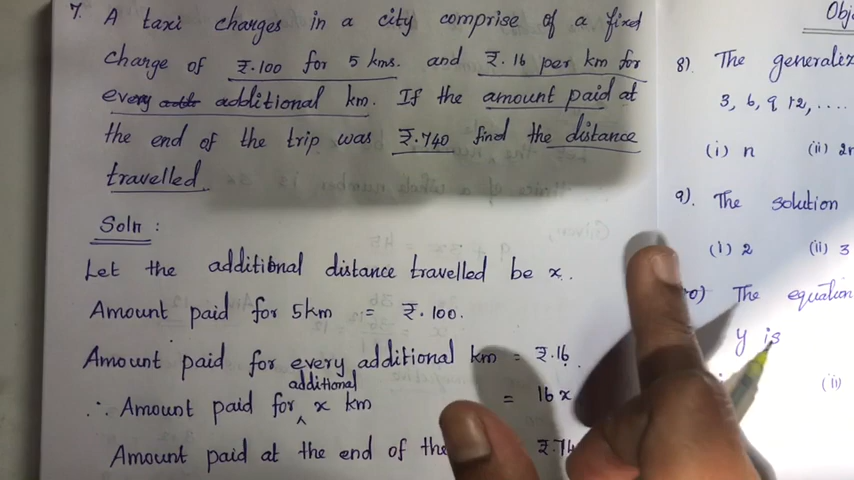 7. A taxi charges in a city comprise of a fixed
charge of ₹.100 for 5 kms. and ₹.16 per km for
every additional km. If the amount paid at
the end of the trip was ₹.740 find the distance
travelled.
Soln :
Let the additional distance travelled be x.
Amount paid for 5km = ₹.100.
Amount paid for every additional km = ₹.16.
∴ Amount paid for additional x km = 16x
Amount paid at the end of the ₹.74
8). The
3, 6, 9, 12, ....
(i) n (ii)
9). The solution
(i) 2 (ii) 3
The equation
y is
(ii)